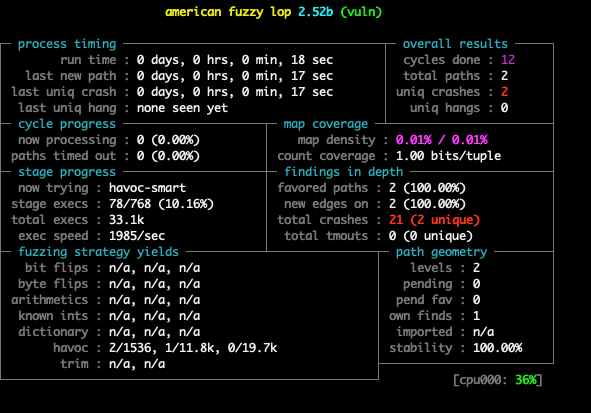 american fuzzy lop 2.52b (vuln)
process timing overall results
run time : 0 days, 0 hrs, 0 min, 18 sec cycles done : 12
last new path : 0 days, 0 hrs, 0 min, 17 sec total paths : 2
last uniq crash : 0 days, 0 hrs, 0 min, 17 sec uniq crashes : 2
last uniq hang : none seen yet uniq hangs : 0
cycle progress map coverage
now processing : 0 (0.00%) map density : 0.01% / 0.01%
paths timed out : 0 (0.00%) count coverage : 1.00 bits/tuple
stage progress findings in depth
now trying : havoc-smart favored paths : 2 (100.00%)
stage execs : 78/768 (10.16%) new edges on : 2 (100.00%)
total execs : 33.1k total crashes : 21 (2 unique)
exec speed : 1985/sec total tmouts : 0 (0 unique)
fuzzing strategy yields path geometry
bit flips : n/a, n/a, n/a levels : 2
byte flips : n/a, n/a, n/a pending : 0
arithmetics : n/a, n/a, n/a pend fav : 0
known ints : n/a, n/a, n/a own finds : 1
dictionary : n/a, n/a, n/a imported : n/a
havoc : 2/1536, 1/11.8k, 0/19.7k stability : 100.00%
trim : n/a, n/a
[cpu000: 36%]